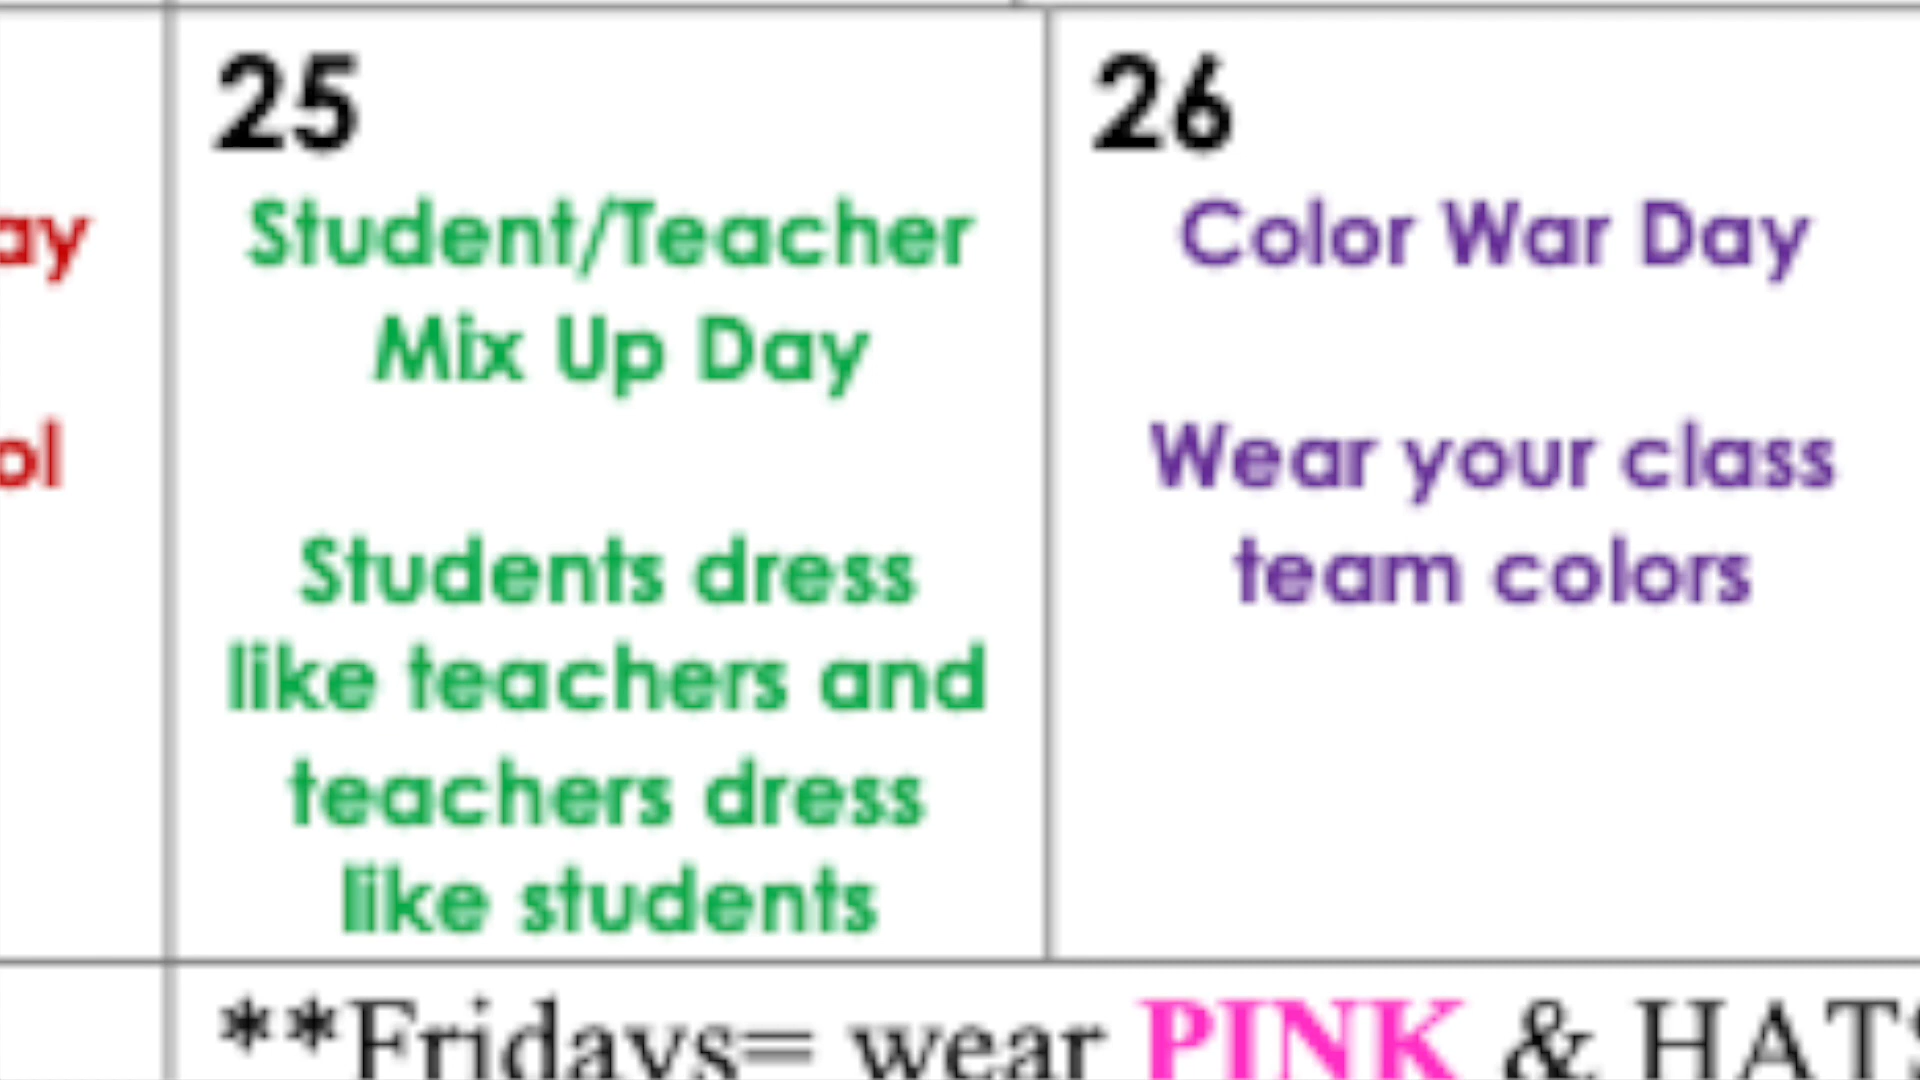 25
Student/Teacher
Mix Up Day
Students dress
like teachers and
teachers dress
like students
26
Color War Day
Wear your class
team colors
**Fridays= wear PINK & HATS